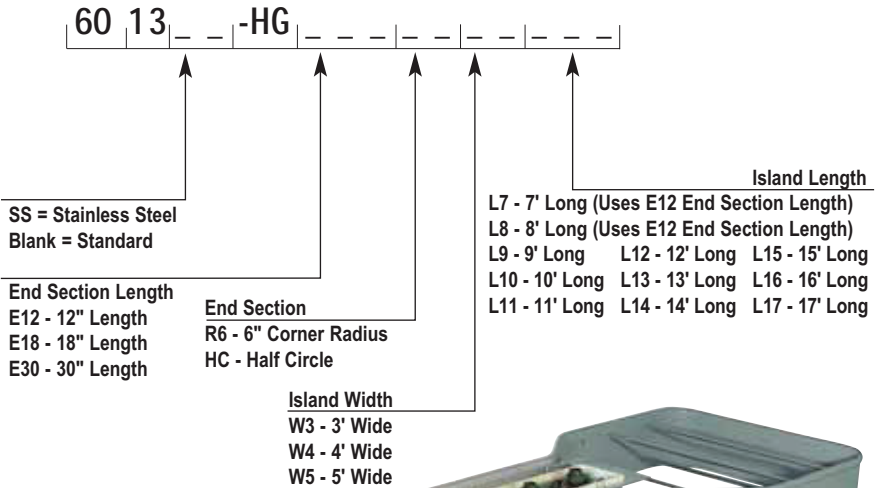 60 13 _ _ -HG _ _ _ _ _ _ _ _ _ _
SS = Stainless Steel
Blank = Standard
End Section Length
E12 - 12" Length
E18 - 18" Length
E30 - 30" Length
End Section
R6 - 6" Corner Radius
HC - Half Circle
Island Width
W3 - 3' Wide
W4 - 4' Wide
W5 - 5' Wide
Island Length
L7 - 7' Long (Uses E12 End Section Length)
L8 - 8' Long (Uses E12 End Section Length)
L9 - 9' Long L12 - 12' Long L15 - 15' Long
L10 - 10' Long L13 - 13' Long L16 - 16' Long
L11 - 11' Long L14 - 14' Long L17 - 17' Long